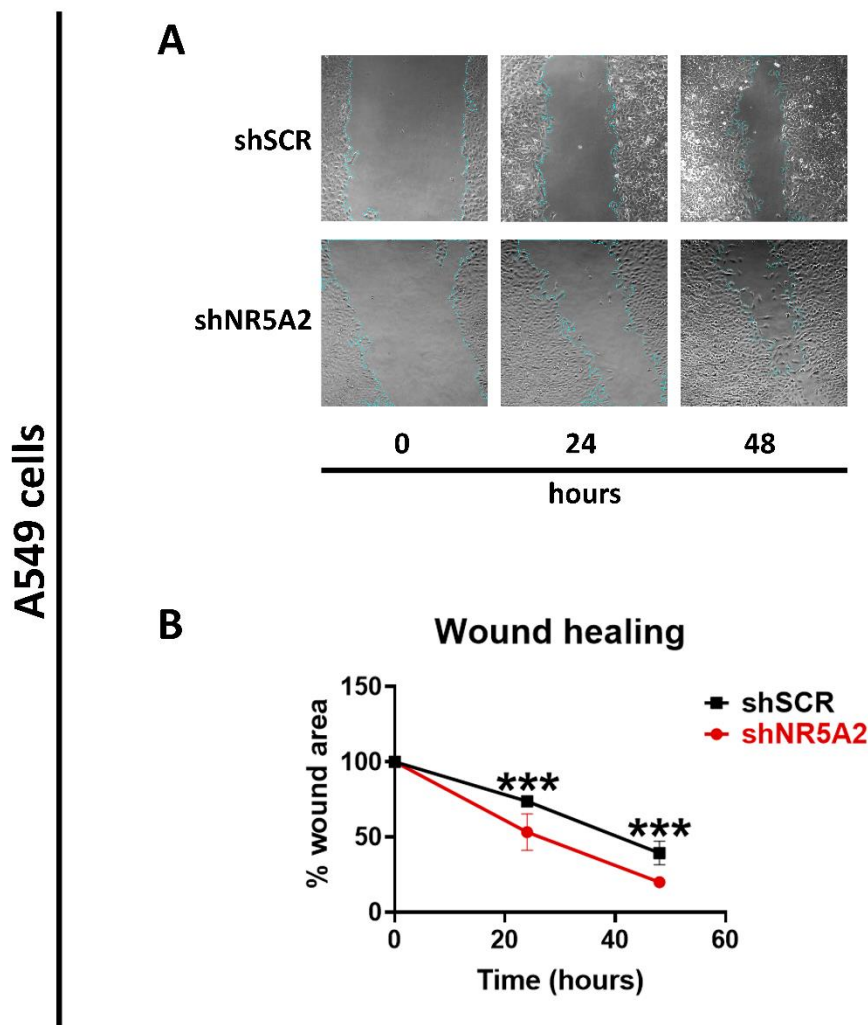 A549 cells
A
shSCR
shNR5A2
0 24 48
hours
B
Wound healing
150
100
50
0
% wound area
*** ***
0 20 40 60
Time (hours)
shSCR
shNR5A2